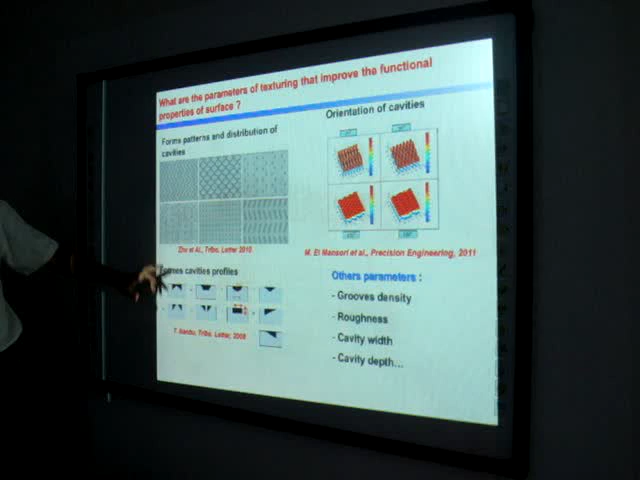 What are the parameters of texturing that improve the functional
properties of surface ?
Forms patterns and distribution of
cavities
Orientation of cavities
Zhu et Al., Tribo. Letter 2010
M. El Mansori et al., Precision Engineering, 2011
Formes cavities profiles
T. Nanbu, Tribo. Letter, 2008
Others parameters :
- Grooves density
- Roughness
- Cavity width
- Cavity depth...